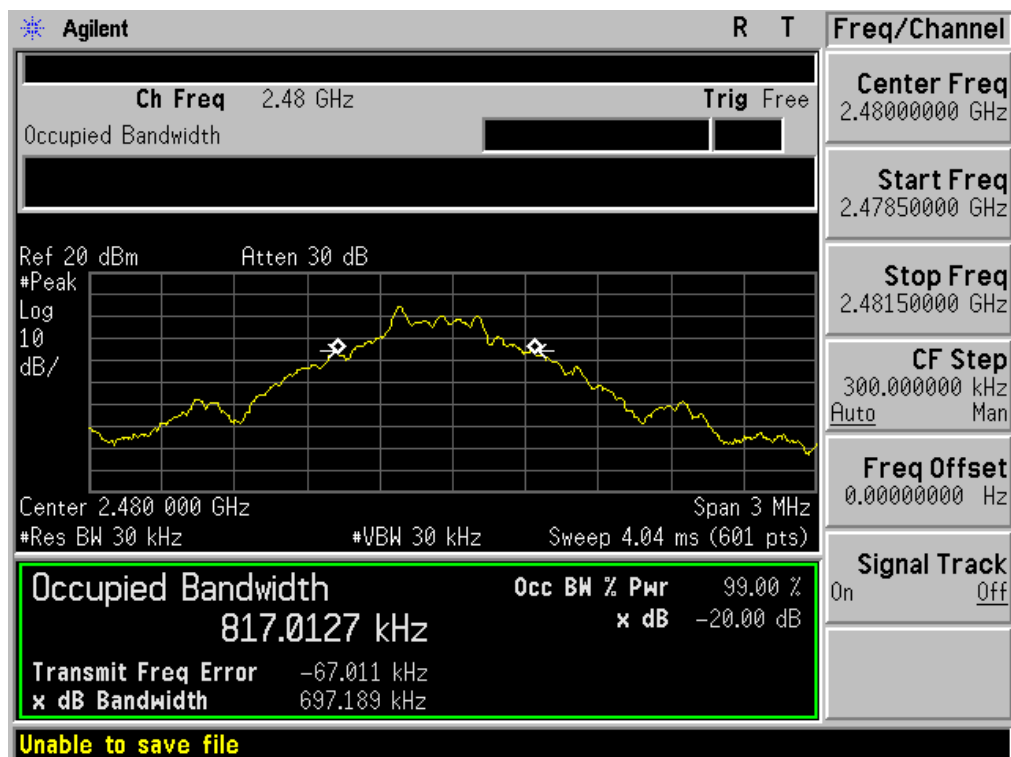 Agilent R T Freq/Channel
Ch Freq 2.48 GHz Trig Free
Occupied Bandwidth
Center Freq
2.48000000 GHz
Start Freq
2.47850000 GHz
Stop Freq
2.48150000 GHz
CF Step
300.000000 kHz
Auto Man
Freq Offset
0.00000000 Hz
Signal Track
On Off
Ref 20 dBm Atten 30 dB
#Peak
Log
10
dB/
Center 2.480 000 GHz Span 3 MHz
#Res BW 30 kHz #VBW 30 kHz Sweep 4.04 ms (601 pts)
Occupied Bandwidth Occ BW % Pwr 99.00 %
817.0127 kHz x dB -20.00 dB
Transmit Freq Error -67.011 kHz
x dB Bandwidth 697.189 kHz
Unable to save file